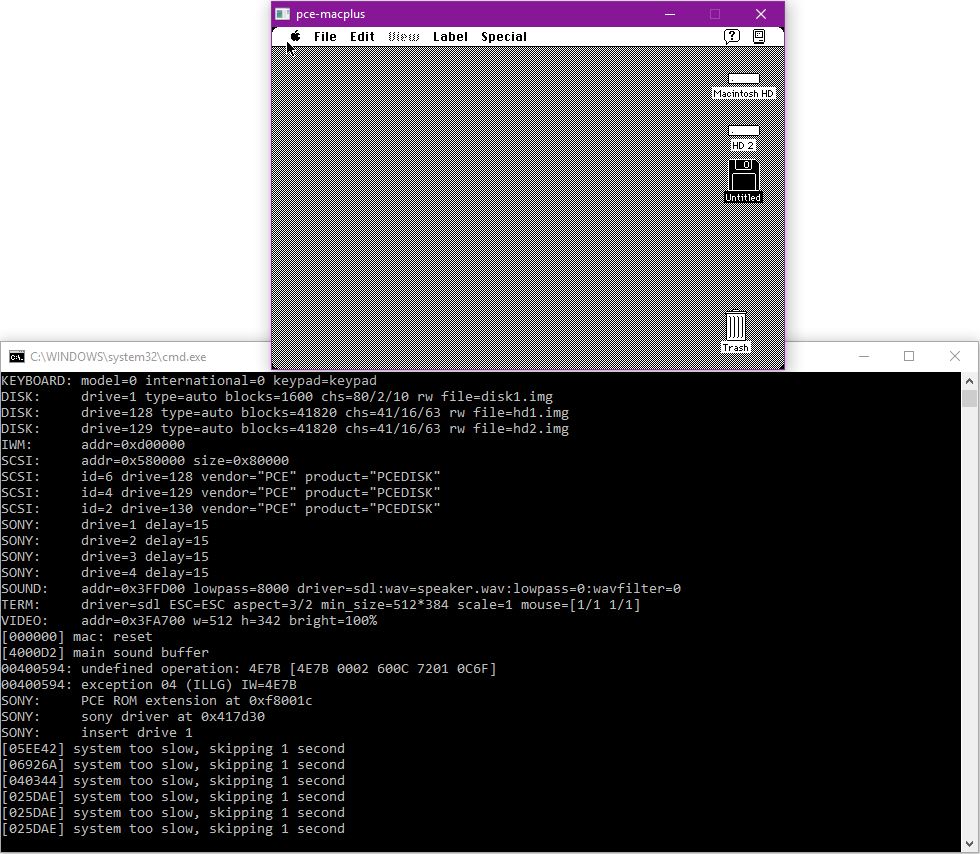 pce-macplus
File Edit View Label Special
Macintosh HD
HD 2
Untitled
Trash
C:\WINDOWS\system32\cmd.exe
KEYBOARD: model=0 international=0 keypad=keypad
DISK: drive=1 type=auto blocks=1600 chs=80/2/10 rw file=disk1.img
DISK: drive=128 type=auto blocks=41820 chs=41/16/63 rw file=hd1.img
DISK: drive=129 type=auto blocks=41820 chs=41/16/63 rw file=hd2.img
IWM: addr=0xd00000
SCSI: addr=0x580000 size=0x80000
SCSI: id=6 drive=128 vendor="PCE" product="PCEDISK"
SCSI: id=4 drive=129 vendor="PCE" product="PCEDISK"
SCSI: id=2 drive=130 vendor="PCE" product="PCEDISK"
SONY: drive=1 delay=15
SONY: drive=2 delay=15
SONY: drive=3 delay=15
SONY: drive=4 delay=15
SOUND: addr=0x3FFD00 lowpass=8000 driver=sdl:wav=speaker.wav:lowpass=0:wavfilter=0
TERM: driver=sdl ESC=ESC aspect=3/2 min_size=512*384 scale=1 mouse=[1/1 1/1]
VIDEO: addr=0x3FA700 w=512 h=342 bright=100%
[000000] mac: reset
[4000D2] main sound buffer
00400594: undefined operation: 4E7B [4E7B 0002 600C 7201 0C6F]
00400594: exception 04 (ILLG) IW=4E7B
SONY: PCE ROM extension at 0xf8001c
SONY: sony driver at 0x417d30
SONY: insert drive 1
[05EE42] system too slow, skipping 1 second
[06926A] system too slow, skipping 1 second
[040344] system too slow, skipping 1 second
[025DAE] system too slow, skipping 1 second
[025DAE] system too slow, skipping 1 second
[025DAE] system too slow, skipping 1 second